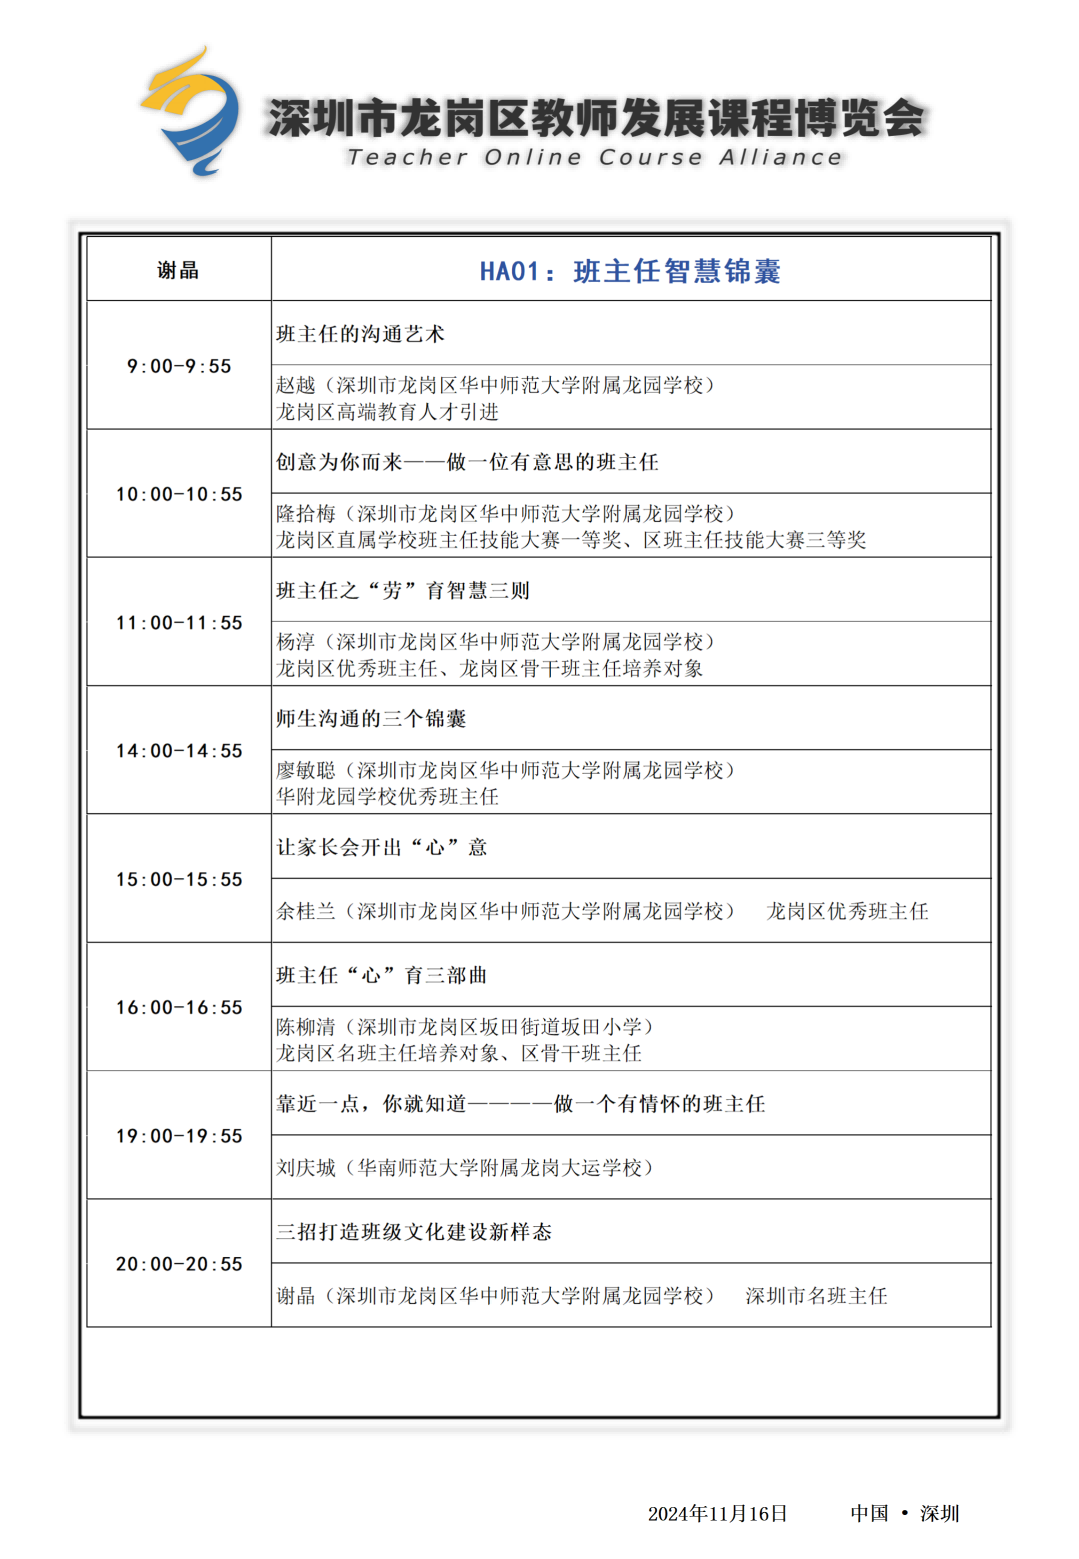 深圳市龙岗区教师发展课程博览会
Teacher Online Course Alliance
谢晶
HA01：班主任智慧锦囊
9:00-9:55
班主任的沟通艺术
赵越（深圳市龙岗区华中师范大学附属龙园学校）
龙岗区高端教育人才引进
10:00-10:55
创意为你而来——做一位有意思的班主任
隆拾梅（深圳市龙岗区华中师范大学附属龙园学校）
龙岗区直属学校班主任技能大赛一等奖、区班主任技能大赛三等奖
11:00-11:55
班主任之“劳”育智慧三则
杨淳（深圳市龙岗区华中师范大学附属龙园学校）
龙岗区优秀班主任、龙岗区骨干班主任培养对象
14:00-14:55
师生沟通的三个锦囊
廖敏聪（深圳市龙岗区华中师范大学附属龙园学校）
华附龙园学校优秀班主任
15:00-15:55
让家长会开出“心”意
余桂兰（深圳市龙岗区华中师范大学附属龙园学校）　龙岗区优秀班主任
16:00-16:55
班主任“心”育三部曲
陈柳清（深圳市龙岗区坂田街道坂田小学）
龙岗区名班主任培养对象、区骨干班主任
19:00-19:55
靠近一点，你就知道————做一个有情怀的班主任
刘庆城（华南师范大学附属龙岗大运学校）
20:00-20:55
三招打造班级文化建设新样态
谢晶（深圳市龙岗区华中师范大学附属龙园学校）　深圳市名班主任
2024年11月16日　中国 • 深圳